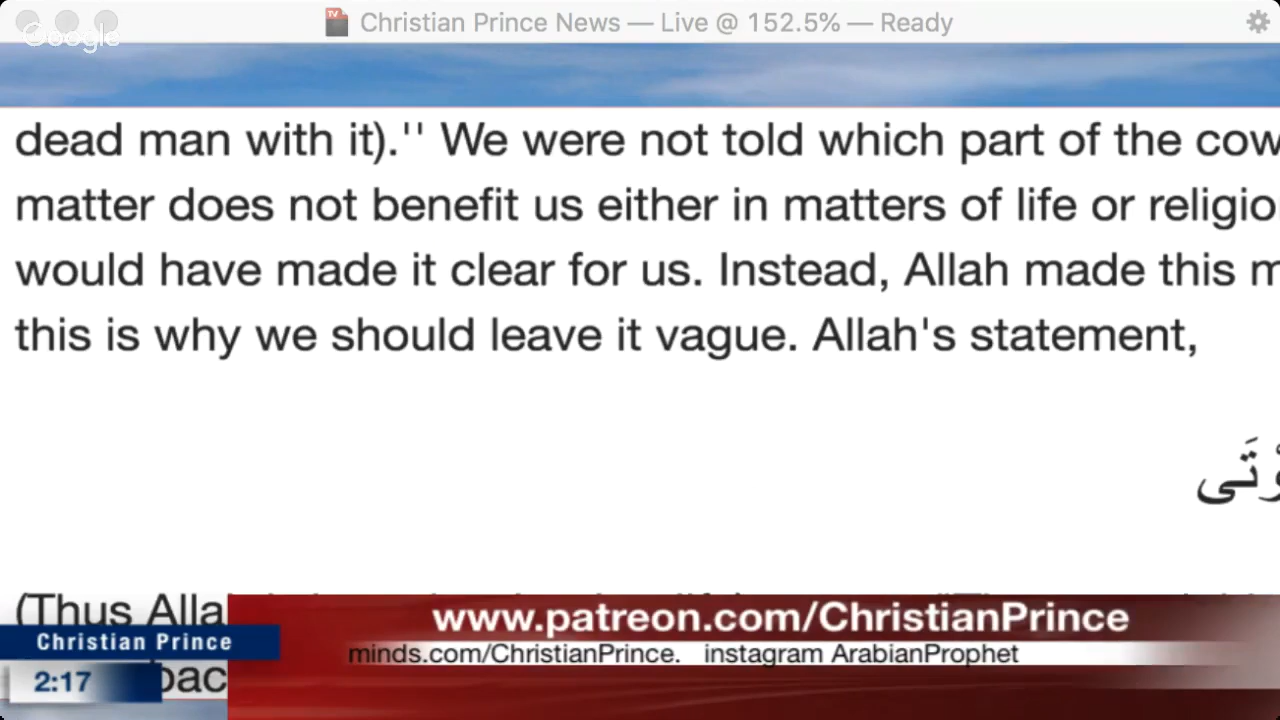 Christian Prince News — Live @ 152.5% — Ready
Google
dead man with it).'' We were not told which part of the cow
matter does not benefit us either in matters of life or religio
would have made it clear for us. Instead, Allah made this m
this is why we should leave it vague. Allah's statement,
(Thus Alla
www.patreon.com/ChristianPrince
Christian Prince
minds.com/ChristianPrince. instagram ArabianProphet
2:17
bac